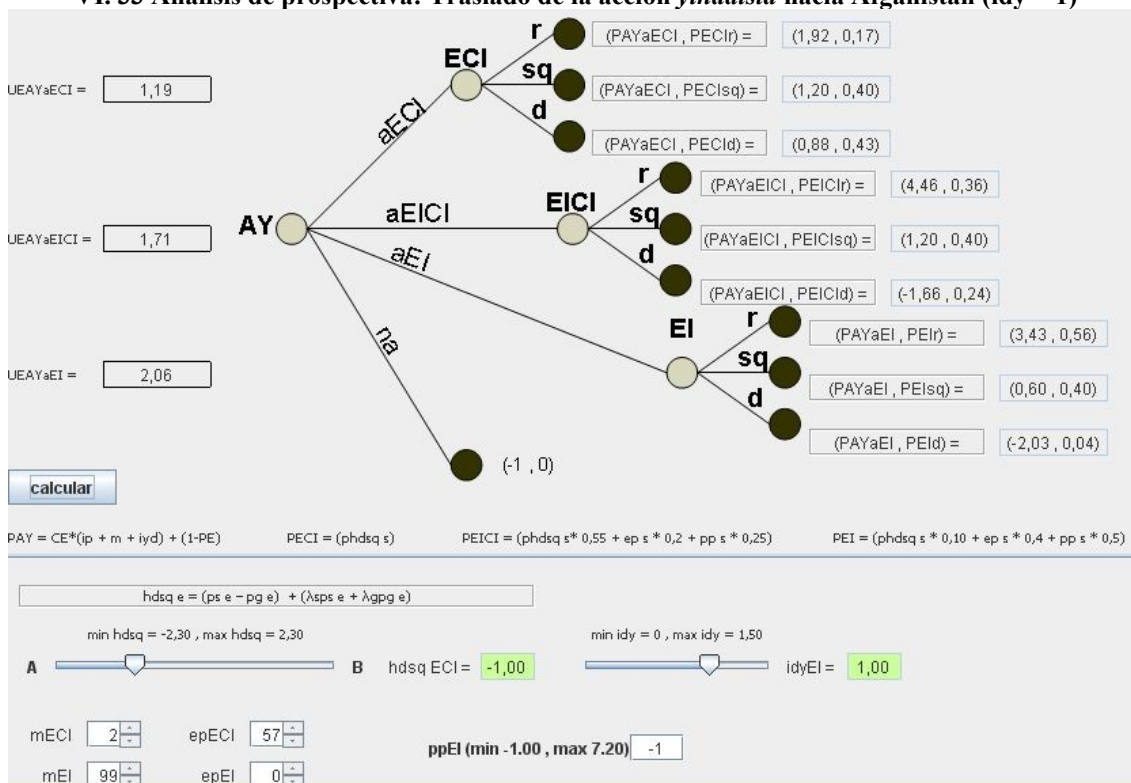 VI. 33 Análisis de prospectiva: Traslado de la acción yihadista hacia Afganistán (idy = 1)
r
(PAYaECI , PECIr) =
(1,92 , 0,17)
ECI
UEAYaECI =
1,19
sq
(PAYaECI , PECIsq) =
(1,20 , 0,40)
aECI
d
(PAYaECI , PECId) =
(0,88 , 0,43)
r
(PAYaEICI , PEICIr) =
(4,46 , 0,36)
AY
aEICI
EICI
UEAYaEICI =
1,71
sq
(PAYaEICI , PEICIsq) =
(1,20 , 0,40)
aEI
d
(PAYaEICI , PEICId) =
(-1,66 , 0,24)
EI
r
(PAYaEI , PEIr) =
(3,43 , 0,56)
na
UEAYaEI =
2,06
sq
(PAYaEI , PEIsq) =
(0,60 , 0,40)
d
(PAYaEI , PEId) =
(-2,03 , 0,04)
(-1 , 0)
calcular
PAY = CE*(ip + m + iyd) + (1-PE)
PECI = (phdsq s)
PEICI = (phdsq s* 0,55 + ep s * 0,2 + pp s * 0,25)
PEI = (phdsq s * 0,10 + ep s * 0,4 + pp s * 0,5)
hdsq e = (ps e – pg e) + (λsps e + λgpg e)
min hdsq = -2,30 , max hdsq = 2,30
min idy = 0 , max idy = 1,50
A
B
hdsq ECI =
-1,00
idyEI =
1,00
mECI
2
epECI
57
ppEI (min -1.00 , max 7.20)
-1
mEI
99
epEI
0